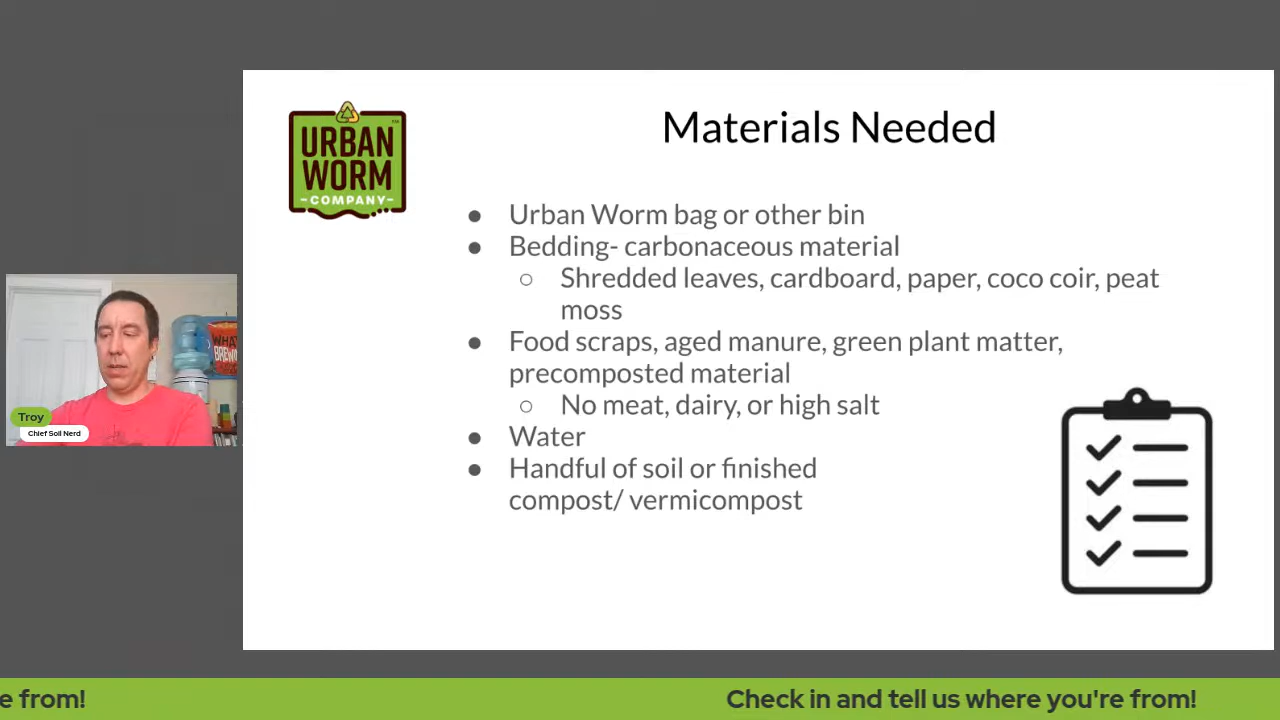 URBAN
WORM
-COMPANY-
TM
Materials Needed
● Urban Worm bag or other bin
● Bedding- carbonaceous material
○ Shredded leaves, cardboard, paper, coco coir, peat
moss
● Food scraps, aged manure, green plant matter,
precomposted material
○ No meat, dairy, or high salt
● Water
● Handful of soil or finished
compost/ vermicompost
WHAT
BREW
Troy
Chief Soil Nerd
e from!
Check in and tell us where you're from!